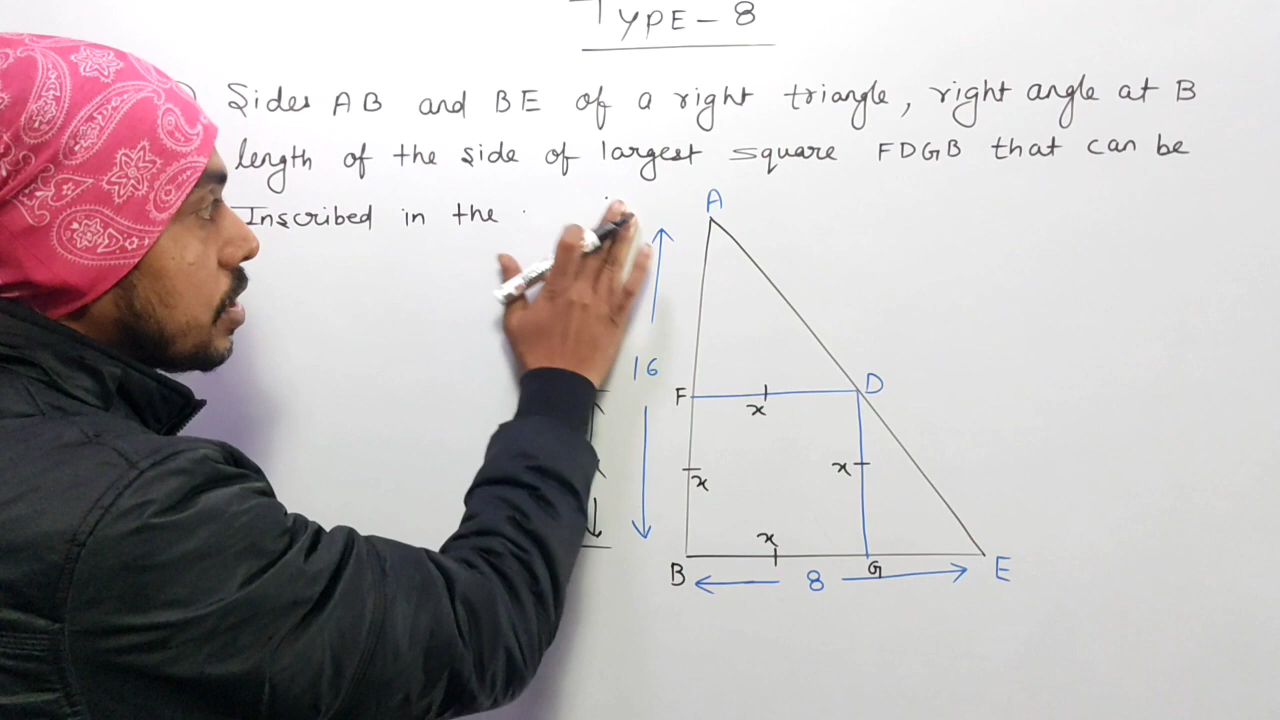 TYPE - 8
Sides AB and BE of a right triangle, right angle at B
length of the side of largest square FDGB that can be
Inscribed in the
A
16
F
x
D
x
x
x
B
8
G
E